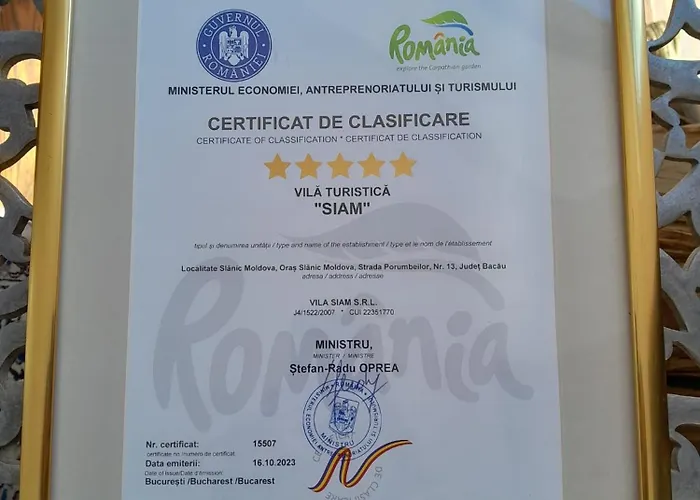 GUVERNUL ROMÂNIEI
România
explore the Carpathian garden
MINISTERUL ECONOMIEI, ANTREPRENORIATULUI ȘI TURISMULUI
CERTIFICAT DE CLASIFICARE
CERTIFICATE OF CLASSIFICATION * CERTIFICAT DE CLASSIFICATION
VILĂ TURISTICĂ
"SIAM"
tipul și denumirea unității / type and name of the establishment / type et le nom de l'établissement
Localitate Slănic Moldova, Oraș Slănic Moldova, Strada Porumbeilor, Nr. 13, Județ Bacău
adresa / address / adresse
VILA SIAM S.R.L.
J4/1522/2007 * CUI 22351770
România
MINISTRU,
MINISTER / MINISTRE
Ștefan-Radu OPREA
ROMÂNIA
MINISTRU
Nr. certificat: 15507
certificate no /numero de certificat
Data emiterii: 16.10.2023
Date of issue/Date d'émission:
București /Bucharest /Bucarest